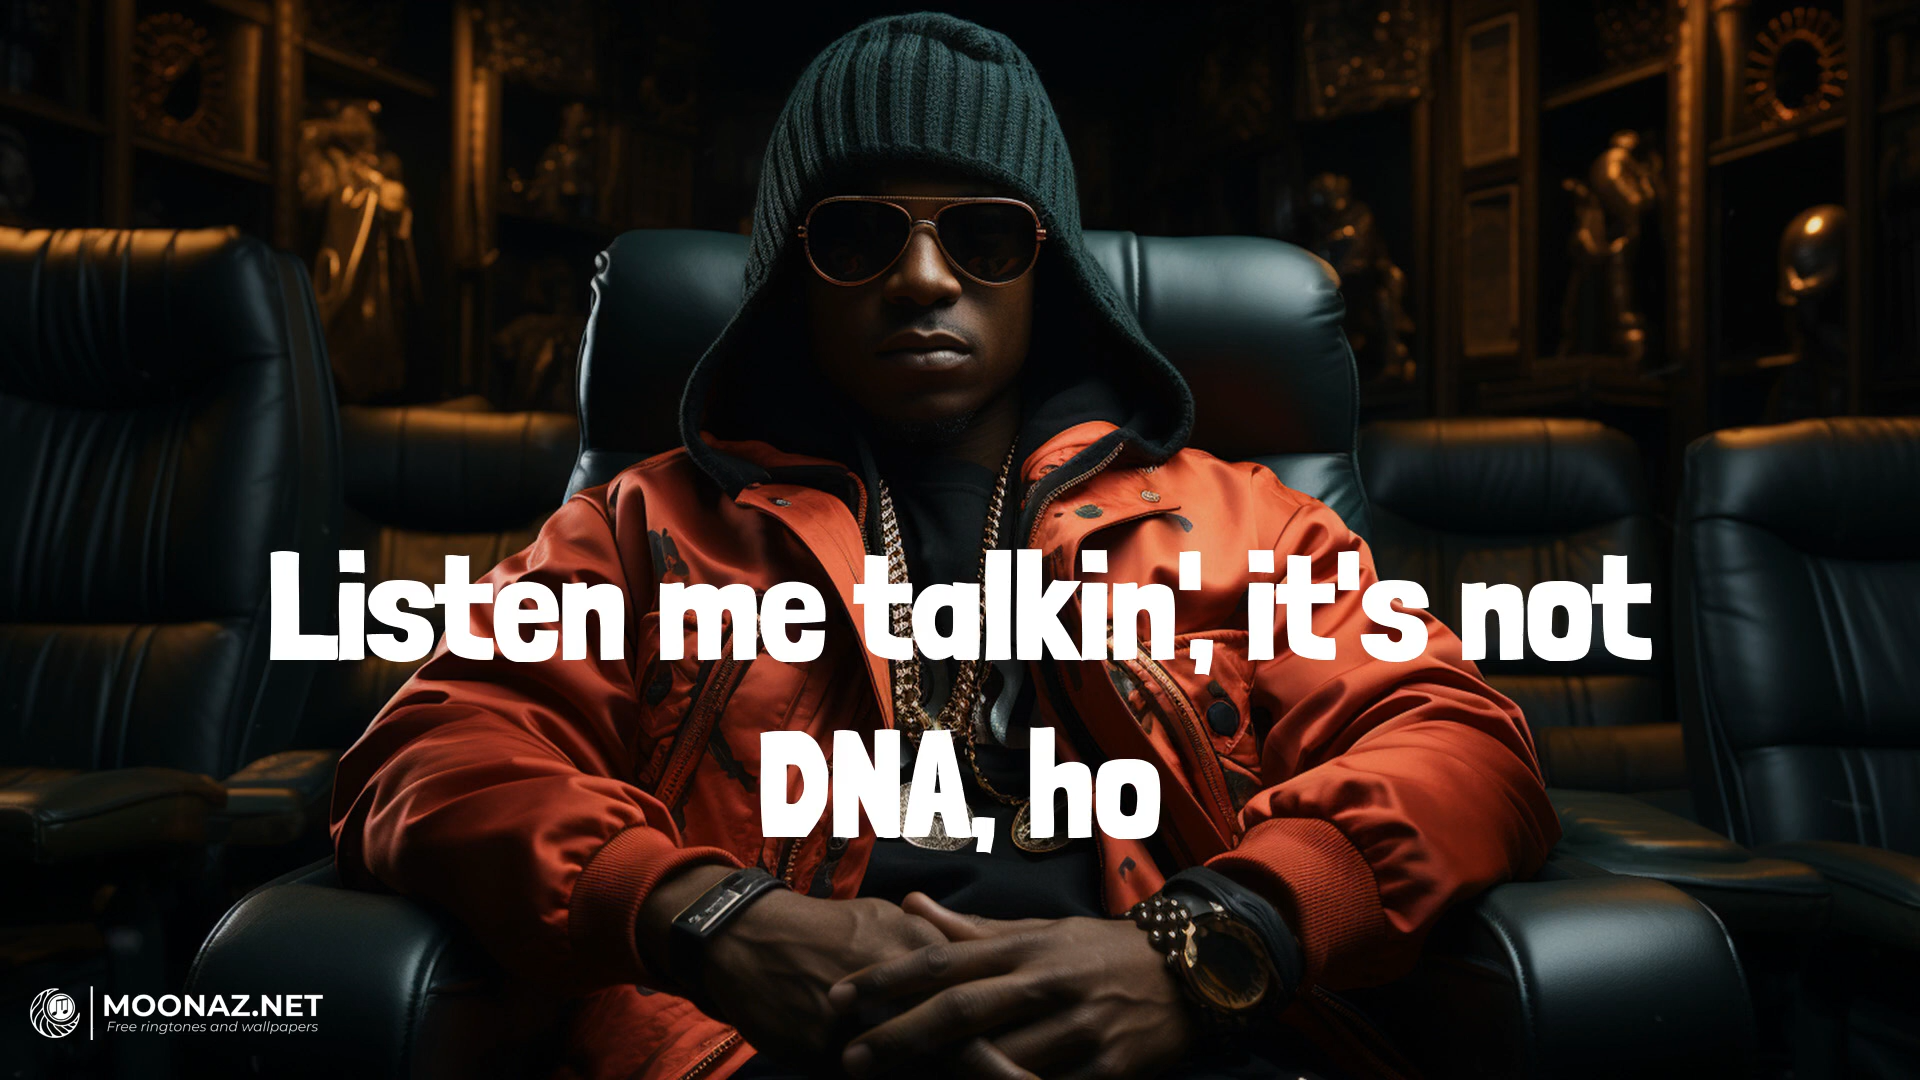 Listen me talkin', it's not
DNA, ho
MOONAZ.NET
Free ringtones and wallpapers